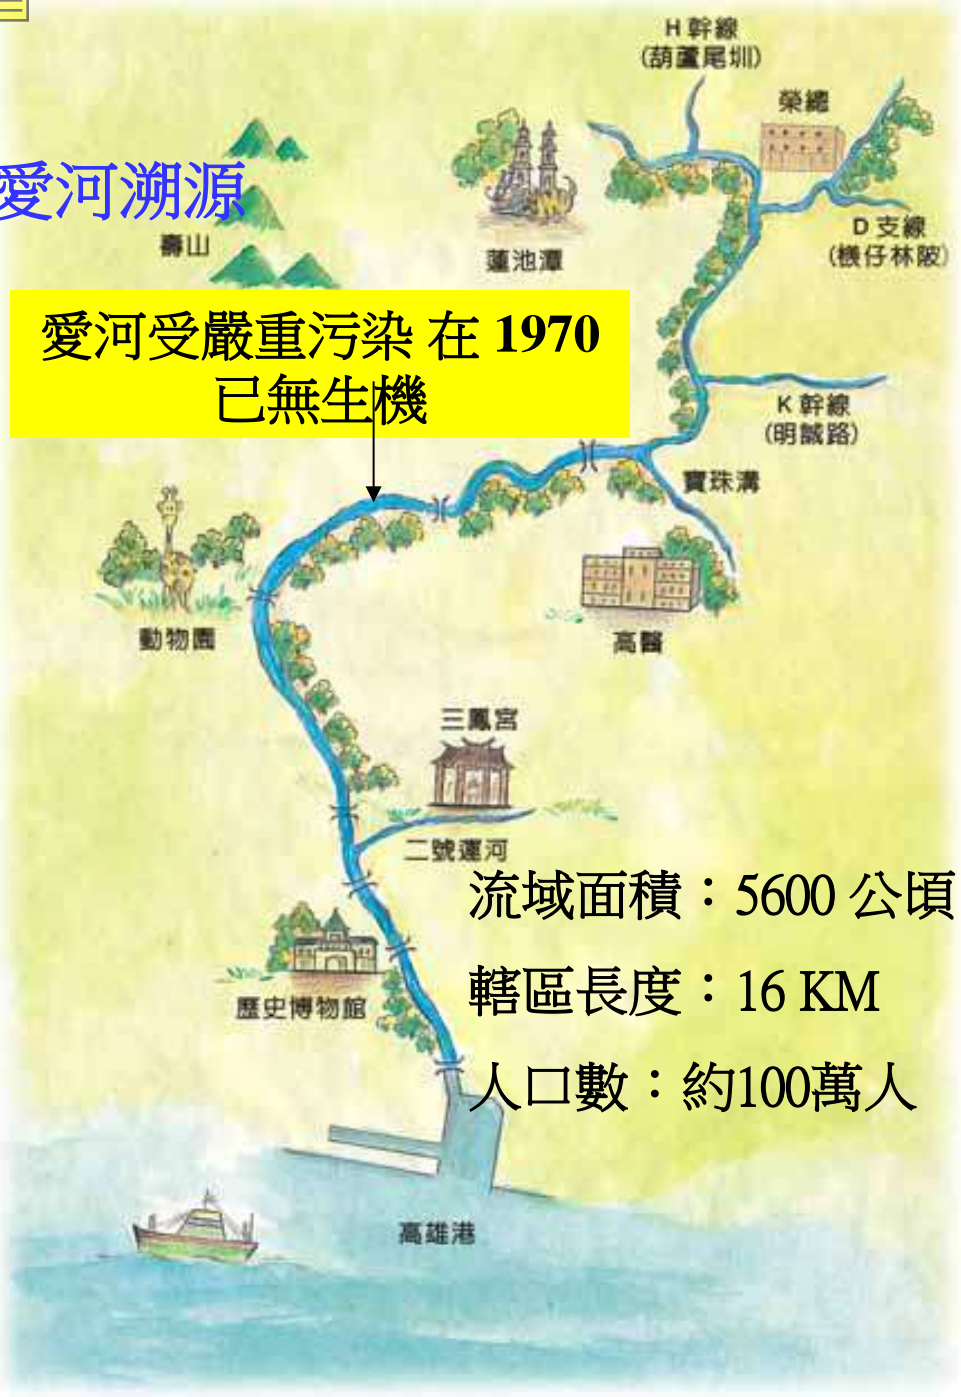 H 幹線
(葫蘆尾圳)
榮總
愛河溯源
壽山
蓮池潭
D 支線
(檨仔林陂)
愛河受嚴重污染 在 1970
已無生機
K 幹線
(明誠路)
寶珠溝
動物園
高醫
三鳳宮
二號運河
流域面積：5600 公頃
歷史博物館
轄區長度：16 KM
人口數：約100萬人
高雄港